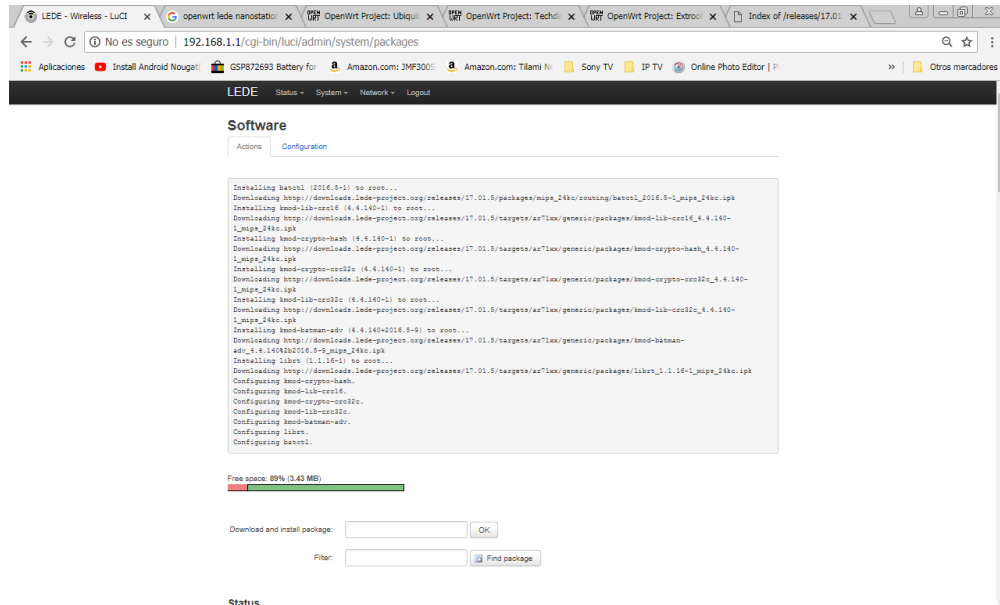 LEDE - Wireless - LuCI
openwrt lede nanostation
OpenWrt Project: Ubiqui
OpenWrt Project: Techda
OpenWrt Project: Extroot
Index of /releases/17.01
No es seguro | 192.168.1.1/cgi-bin/luci/admin/system/packages
Aplicaciones
Install Android Nougat
GSP872693 Battery for
Amazon.com: JMF300S
Amazon.com: Tilami N
Sony TV
IP TV
Online Photo Editor | P
»
Otros marcadores
LEDE
Status
System
Network
Logout
Software
Actions
Configuration
Installing batctl (2016.5-1) to root...
Downloading http://downloads.lede-project.org/releases/17.01.5/packages/mips_24kc/routing/batctl_2016.5-1_mips_24kc.ipk
Installing kmod-lib-crc16 (4.4.140-1) to root...
Downloading http://downloads.lede-project.org/releases/17.01.5/targets/ar71xx/generic/packages/kmod-lib-crc16_4.4.140-
1_mips_24kc.ipk
Installing kmod-crypto-hash (4.4.140-1) to root...
Downloading http://downloads.lede-project.org/releases/17.01.5/targets/ar71xx/generic/packages/kmod-crypto-hash_4.4.140-
1_mips_24kc.ipk
Installing kmod-crypto-crc32c (4.4.140-1) to root...
Downloading http://downloads.lede-project.org/releases/17.01.5/targets/ar71xx/generic/packages/kmod-crypto-crc32c_4.4.140-
1_mips_24kc.ipk
Installing kmod-lib-crc32c (4.4.140-1) to root...
Downloading http://downloads.lede-project.org/releases/17.01.5/targets/ar71xx/generic/packages/kmod-lib-crc32c_4.4.140-
1_mips_24kc.ipk
Installing kmod-batman-adv (4.4.140+2016.5-9) to root...
Downloading http://downloads.lede-project.org/releases/17.01.5/targets/ar71xx/generic/packages/kmod-batman-
adv_4.4.140%2b2016.5-9_mips_24kc.ipk
Installing librt (1.1.16-1) to root...
Downloading http://downloads.lede-project.org/releases/17.01.5/targets/ar71xx/generic/packages/librt_1.1.16-1_mips_24kc.ipk
Configuring kmod-crypto-hash.
Configuring kmod-lib-crc16.
Configuring kmod-crypto-crc32c.
Configuring kmod-lib-crc32c.
Configuring kmod-batman-adv.
Configuring librt.
Configuring batctl.
Free space: 89% (3.43 MB)
Download and install package:
OK
Filter:
Find package
Status